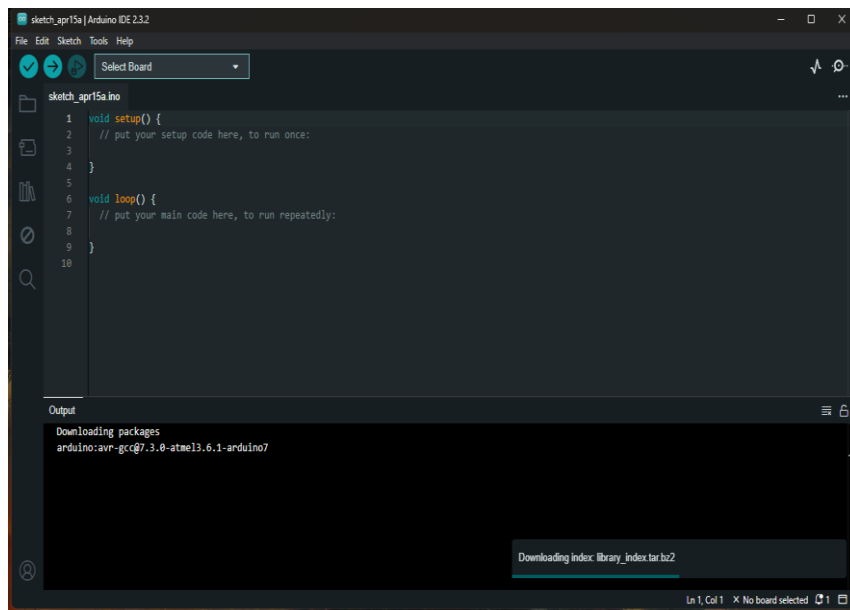 sketch_apr15a | Arduino IDE 2.3.2
File Edit Sketch Tools Help
Select Board
sketch_apr15a.ino
1 void setup() {
2 // put your setup code here, to run once:
3
4 }
5
6 void loop() {
7 // put your main code here, to run repeatedly:
8
9 }
10
Output
Downloading packages
arduino:avr-gcc@7.3.0-atmel3.6.1-arduino7
Downloading index: library_index.tar.bz2
Ln 1, Col 1 X No board selected 1